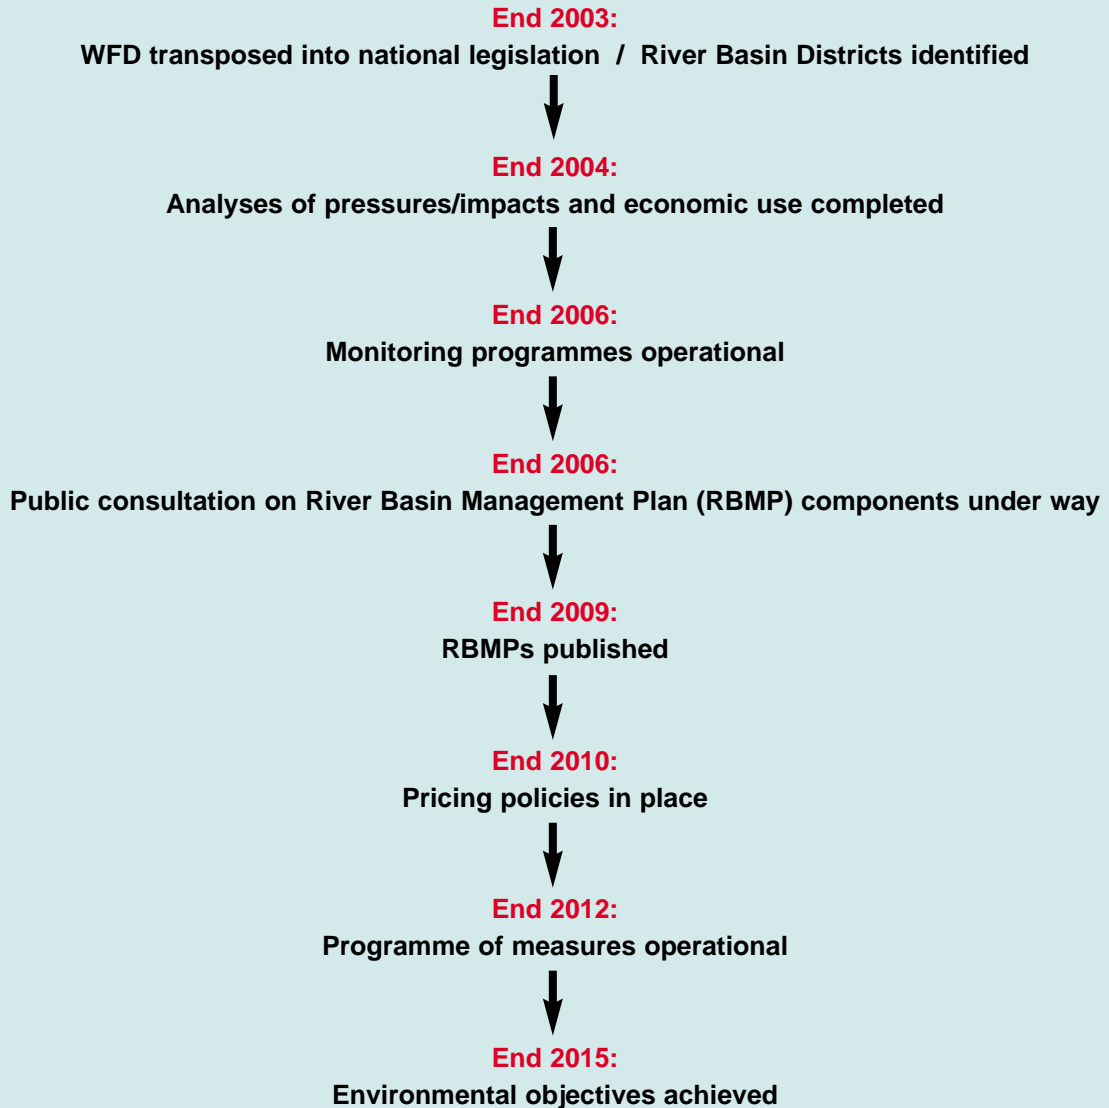 End 2003:
WFD transposed into national legislation / River Basin Districts identified
End 2004:
Analyses of pressures/impacts and economic use completed
End 2006:
Monitoring programmes operational
End 2006:
Public consultation on River Basin Management Plan (RBMP) components under way
End 2009:
RBMPs published
End 2010:
Pricing policies in place
End 2012:
Programme of measures operational
End 2015:
Environmental objectives achieved